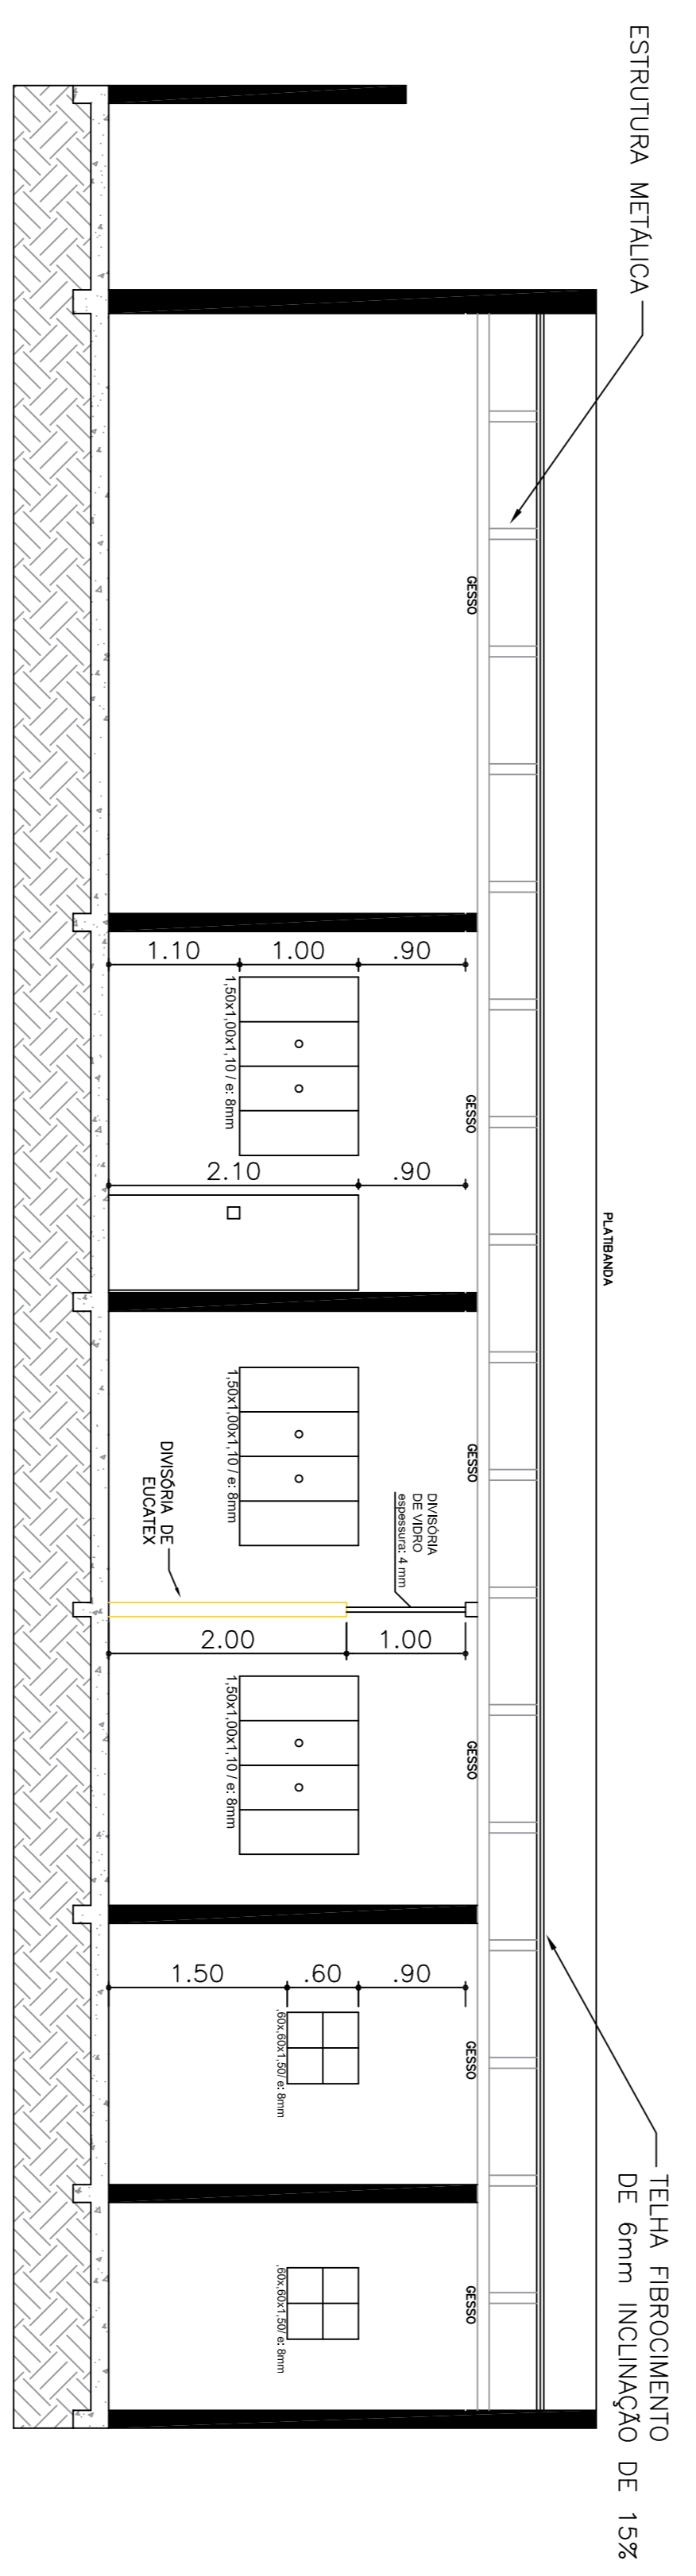 ESTRUTURA METÁLICA
TELHA FIBROCIMENTO
DE 6mm INCLINAÇÃO DE 15%
PLATIBANDA
GESSO
GESSO
GESSO
GESSO
GESSO
GESSO
1.10
1.00
.90
1,50x1,00x1,10 / e: 8mm
2.10
.90
1,50x1,00x1,10 / e: 8mm
DIVISÓRIA DE
EUCATEX
DIVISÓRIA
DE VIDRO
espessura: 4 mm
2.00
1.00
1,50x1,00x1,10 / e: 8mm
1.50
.60
.90
,60x,60x1,50/ e: 8mm
,60x,60x1,50/ e: 8mm